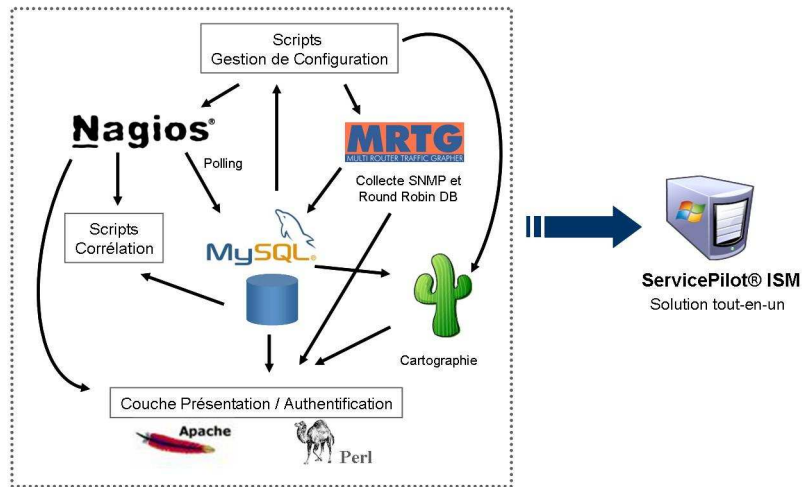 Scripts
Gestion de Configuration
Nagios®
MRTG
MULTI ROUTER TRAFFIC GRAPHER
Polling
Collecte SNMP et
Round Robin DB
Scripts
Corrélation
MySQL®
ServicePilot® ISM
Solution tout-en-un
Cartographie
Couche Présentation / Authentification
Apache
Perl